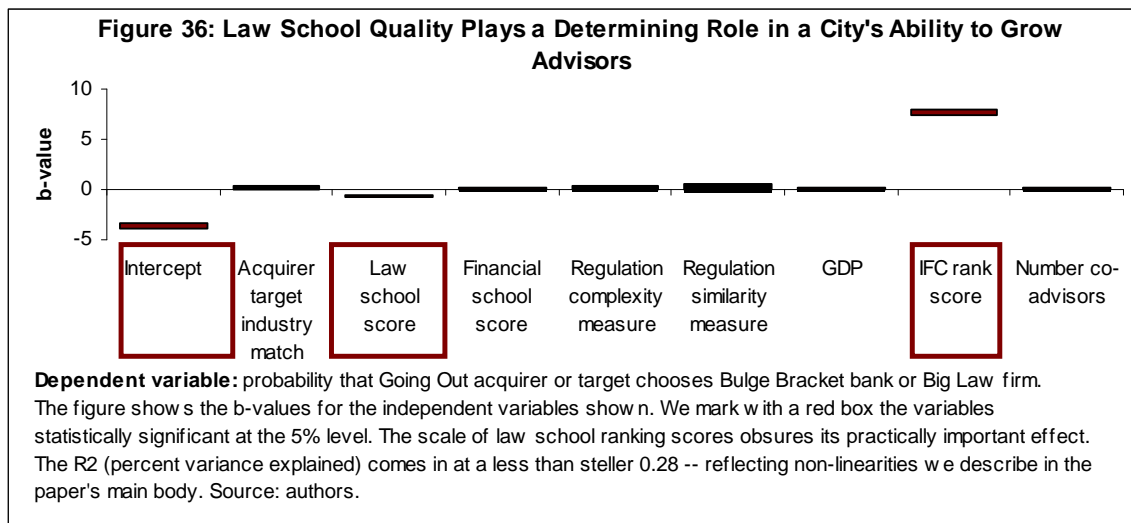 Figure 36: Law School Quality Plays a Determining Role in a City's Ability to Grow
Advisors
10
5
0
-5
b-value
Intercept
Acquirer target industry match
Law school score
Financial school score
Regulation complexity measure
Regulation similarity measure
GDP
IFC rank score
Number co-advisors
Dependent variable: probability that Going Out acquirer or target chooses Bulge Bracket bank or Big Law firm.
The figure shows the b-values for the independent variables shown. We mark with a red box the variables
statistically significant at the 5% level. The scale of law school ranking scores obsures its practically important effect.
The R2 (percent variance explained) comes in at a less than steller 0.28 -- reflecting non-linearities we describe in the
paper's main body. Source: authors.